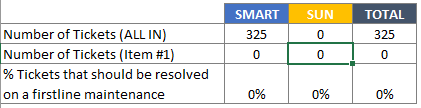 SMART SUN TOTAL
Number of Tickets (ALL IN) 325 0 325
Number of Tickets (Item #1) 0 0 0
% Tickets that should be resolved
on a firstline maintenance 0% 0% 0%